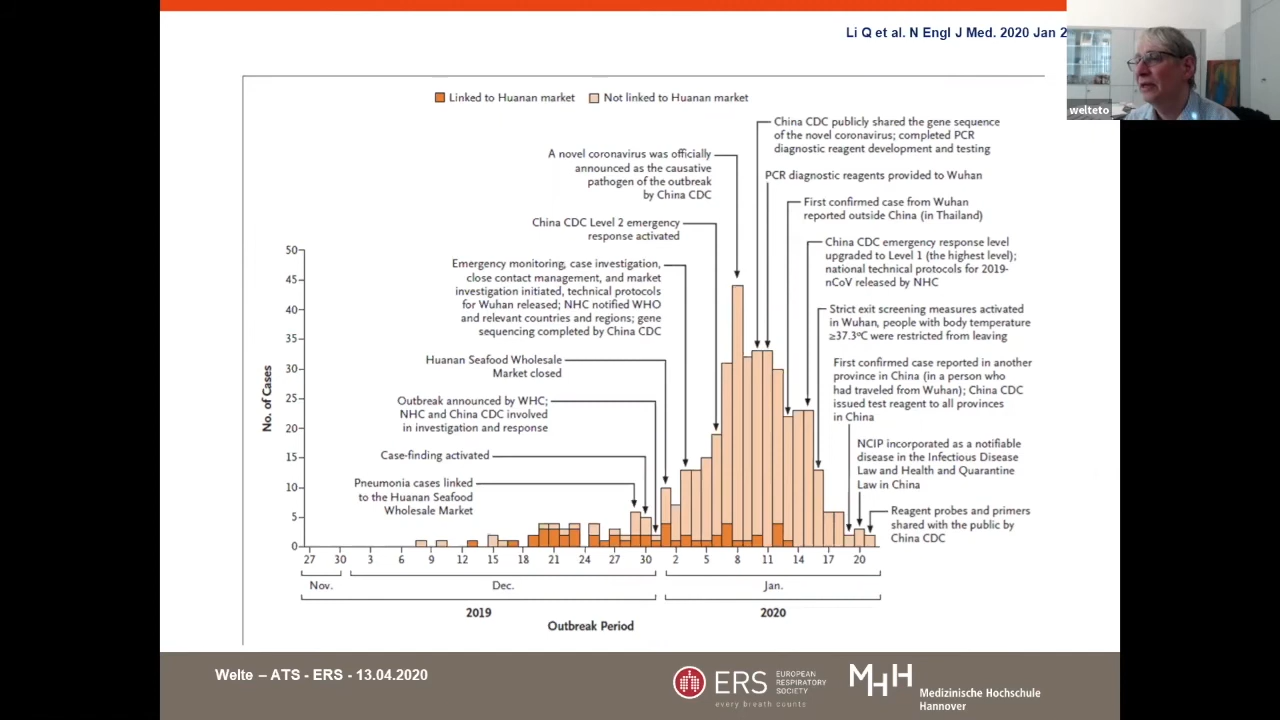 Li Q et al. N Engl J Med. 2020 Jan 2
welteto
Linked to Huanan market
Not linked to Huanan market
China CDC publicly shared the gene sequence
of the novel coronavirus; completed PCR
diagnostic reagent development and testing
A novel coronavirus was officially
announced as the causative
pathogen of the outbreak
by China CDC
PCR diagnostic reagents provided to Wuhan
First confirmed case from Wuhan
reported outside China (in Thailand)
China CDC Level 2 emergency
response activated
China CDC emergency response level
upgraded to Level 1 (the highest level);
national technical protocols for 2019-
nCoV released by NHC
Emergency monitoring, case investigation,
close contact management, and market
investigation initiated, technical protocols
for Wuhan released; NHC notified WHO
and relevant countries and regions; gene
sequencing completed by China CDC
Strict exit screening measures activated
in Wuhan, people with body temperature
≥37.3°C were restricted from leaving
Huanan Seafood Wholesale
Market closed
First confirmed case reported in another
province in China (in a person who
had traveled from Wuhan); China CDC
issued test reagent to all provinces
in China
Outbreak announced by WHC;
NHC and China CDC involved
in investigation and response
Case-finding activated
NCIP incorporated as a notifiable
disease in the Infectious Disease
Law and Health and Quarantine
Law in China
Pneumonia cases linked
to the Huanan Seafood
Wholesale Market
Reagent probes and primers
shared with the public by
China CDC
No. of Cases
50
45
40
35
30
25
20
15
10
5
0
27 30 3 6 9 12 15 18 21 24 27 30 2 5 8 11 14 17 20
Nov. Dec. Jan.
2019 2020
Outbreak Period
Welte – ATS - ERS - 13.04.2020
ERS
EUROPEAN
RESPIRATORY
SOCIETY
every breath counts
MHH
Medizinische Hochschule
Hannover